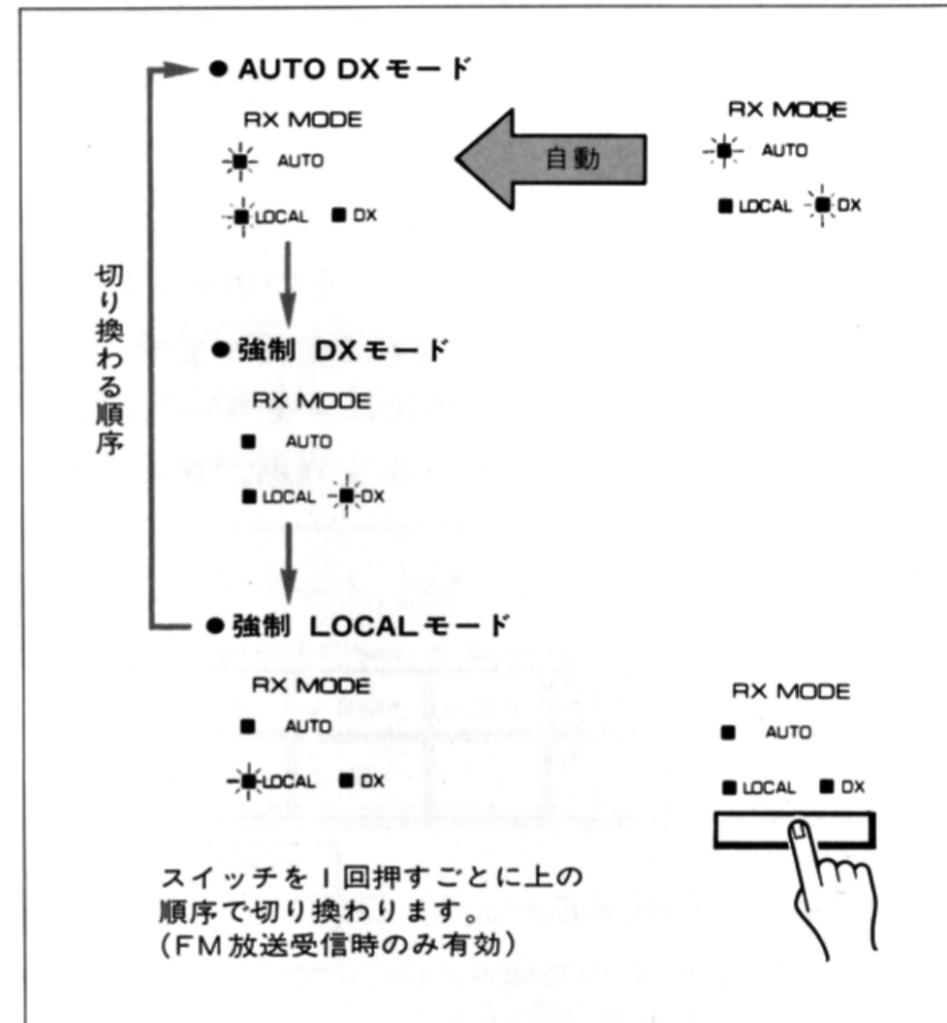 ● AUTO DXモード
RX MODE
AUTO
LOCAL DX
自動
RX MODE
AUTO
LOCAL DX
切り換わる順序
● 強制 DXモード
RX MODE
AUTO
LOCAL DX
● 強制 LOCALモード
RX MODE
AUTO
LOCAL DX
RX MODE
AUTO
LOCAL DX
スイッチを1回押すごとに上の
順序で切り換わります。
(FM放送受信時のみ有効)